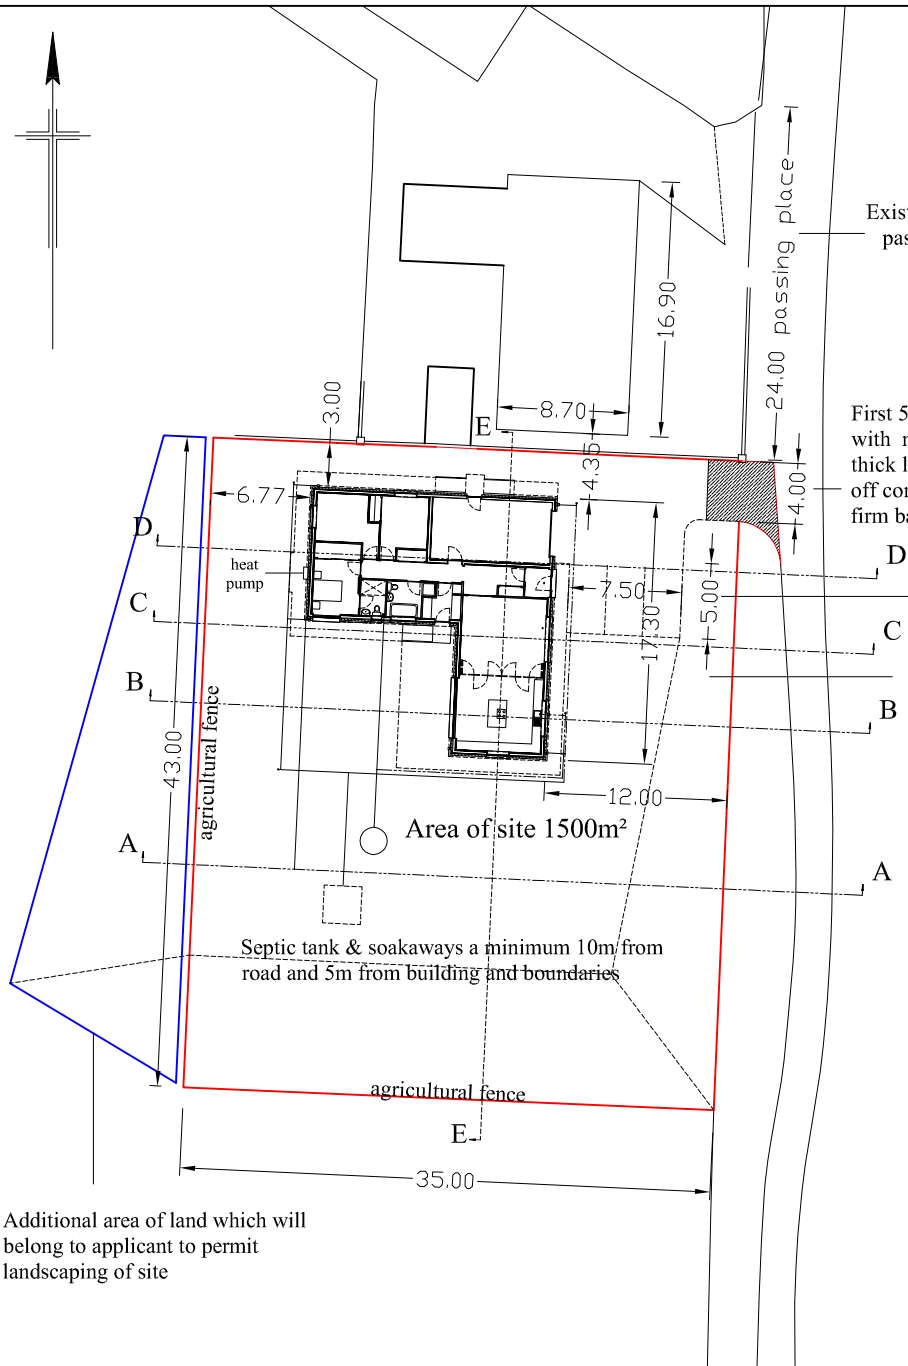 24.00 passing place
Exist
pas
16.90
3.00
8.70
E
4.35
First 5
with
thick l
off con
firm ba
4.00
6.77
D
D
heat
pump
7.50
5.00
C
C
17.30
B
B
agricultural fence
43.00
12.00
Area of site 1500m²
A
A
Septic tank & soakaways a minimum 10m from
road and 5m from building and boundaries
agricultural fence
E
35.00
Additional area of land which will
belong to applicant to permit
landscaping of site